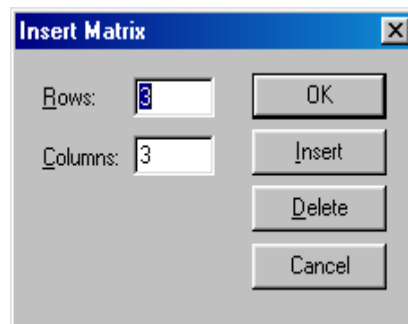 Insert Matrix
Rows: 3
OK
Columns: 3
Insert
Delete
Cancel